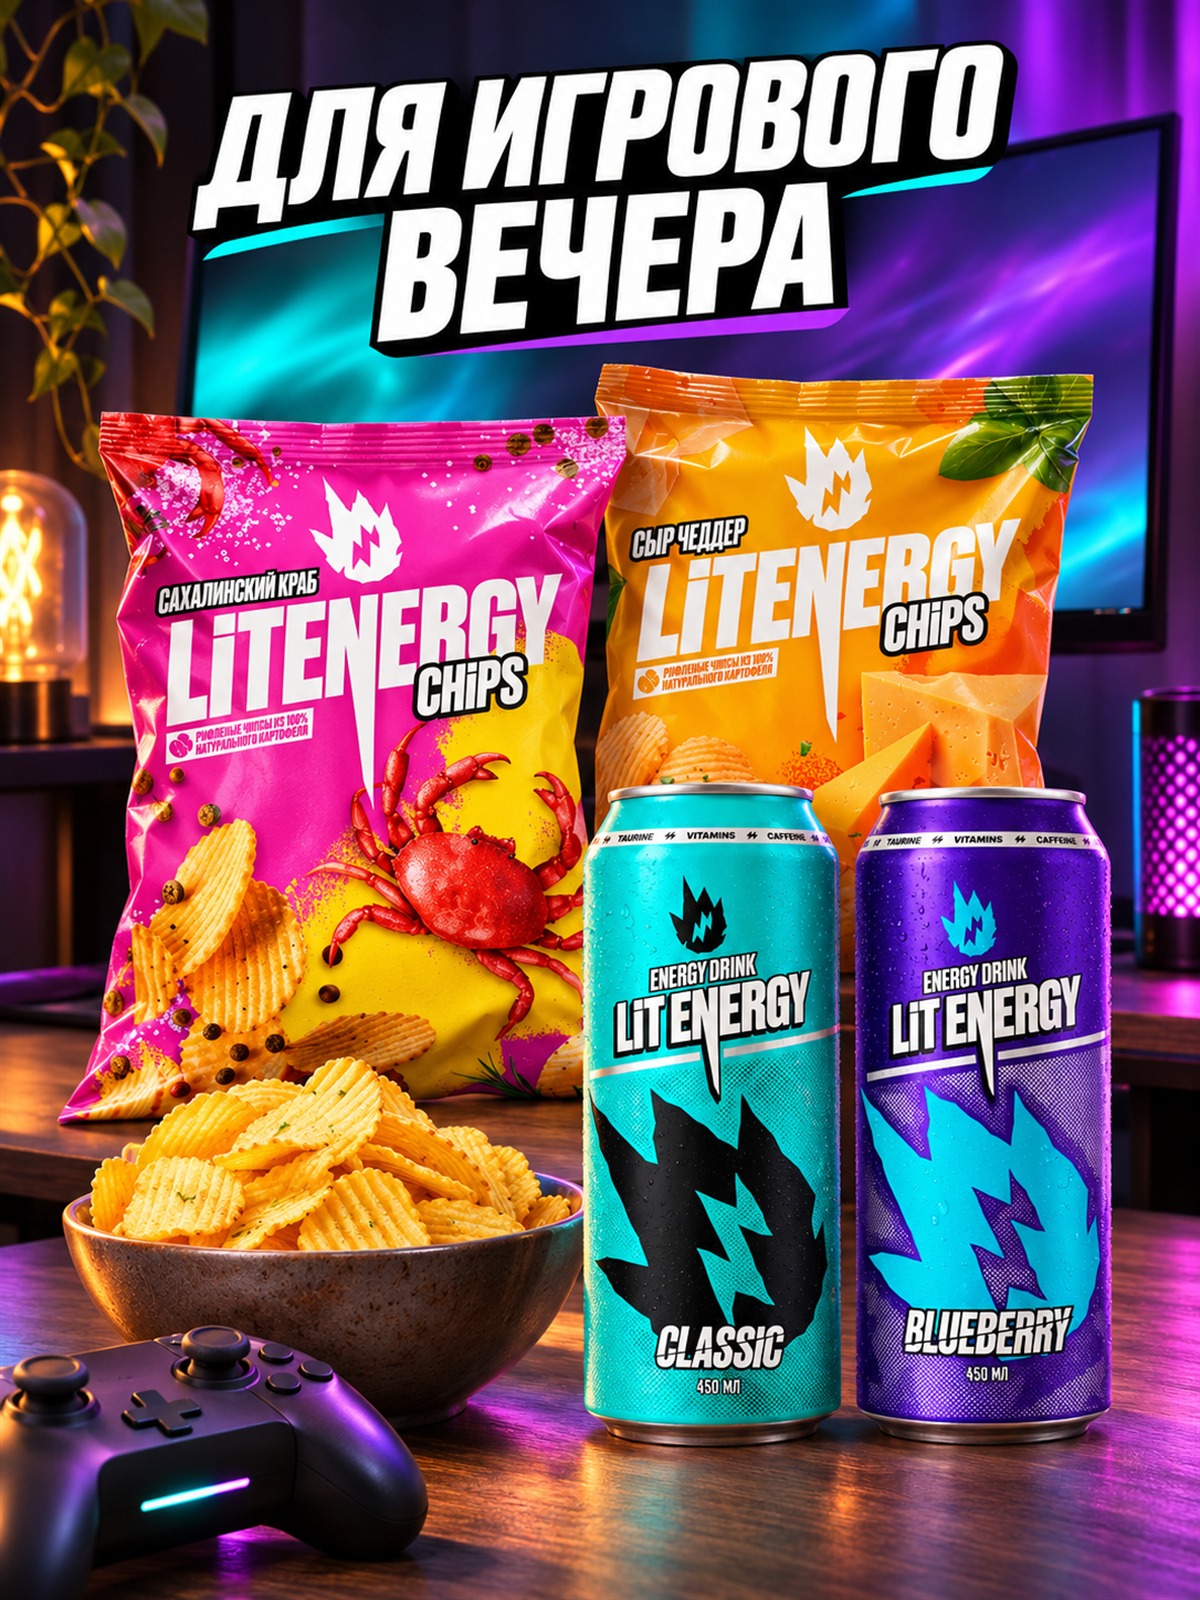 ДЛЯ ИГРОВОГО
ВЕЧЕРА
САХАЛИНСКИЙ КРАБ
LiTENERGY
CHiPS
РИФЛЕНЫЕ ЧИПСЫ ИЗ 100%
НАТУРАЛЬНОГО КАРТОФЕЛЯ
СЫР ЧЕДДЕР
LiTENERGY
CHiPS
РИФЛЕНЫЕ ЧИПСЫ ИЗ 100%
НАТУРАЛЬНОГО КАРТОФЕЛЯ
TAURINE VITAMINS CAFFEINE
ENERGY DRINK
LiT ENERGY
CLASSIC
450 МЛ
TAURINE VITAMINS CAFFEINE
ENERGY DRINK
LiT ENERGY
BLUEBERRY
450 МЛ